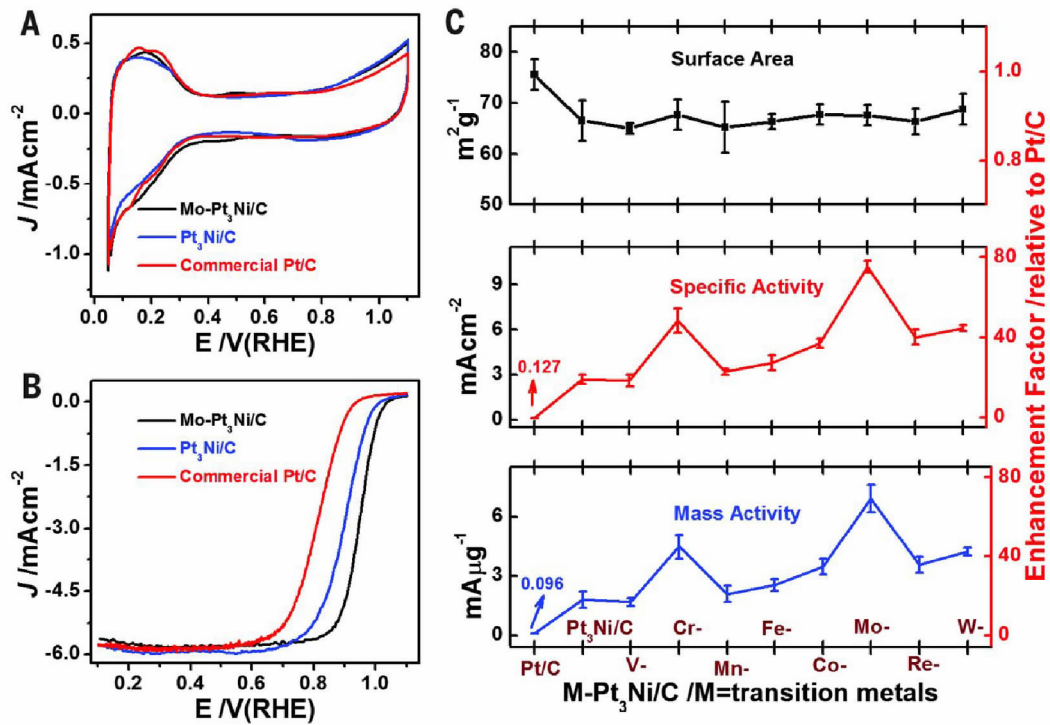 A
0.5
0.0
-0.5
-1.0
J /mAcm-2
Mo-Pt3Ni/C
Pt3Ni/C
Commercial Pt/C
0.0 0.2 0.4 0.6 0.8 1.0
E /V(RHE)
B
0.0
-1.5
-3.0
-4.5
-6.0
J /mAcm-2
Mo-Pt3Ni/C
Pt3Ni/C
Commercial Pt/C
0.2 0.4 0.6 0.8 1.0
E /V(RHE)
C
80
70
60
50
m2g-1
Surface Area
1.0
0.8
9
6
3
0
mAcm-2
Specific Activity
0.127
80
40
0
6
3
0
mAμg-1
Mass Activity
0.096
80
40
0
Enhancement Factor /relative to Pt/C
Pt3Ni/C Cr- Fe- Mo- W-
Pt/C V- Mn- Co- Re-
M-Pt3Ni/C /M=transition metals